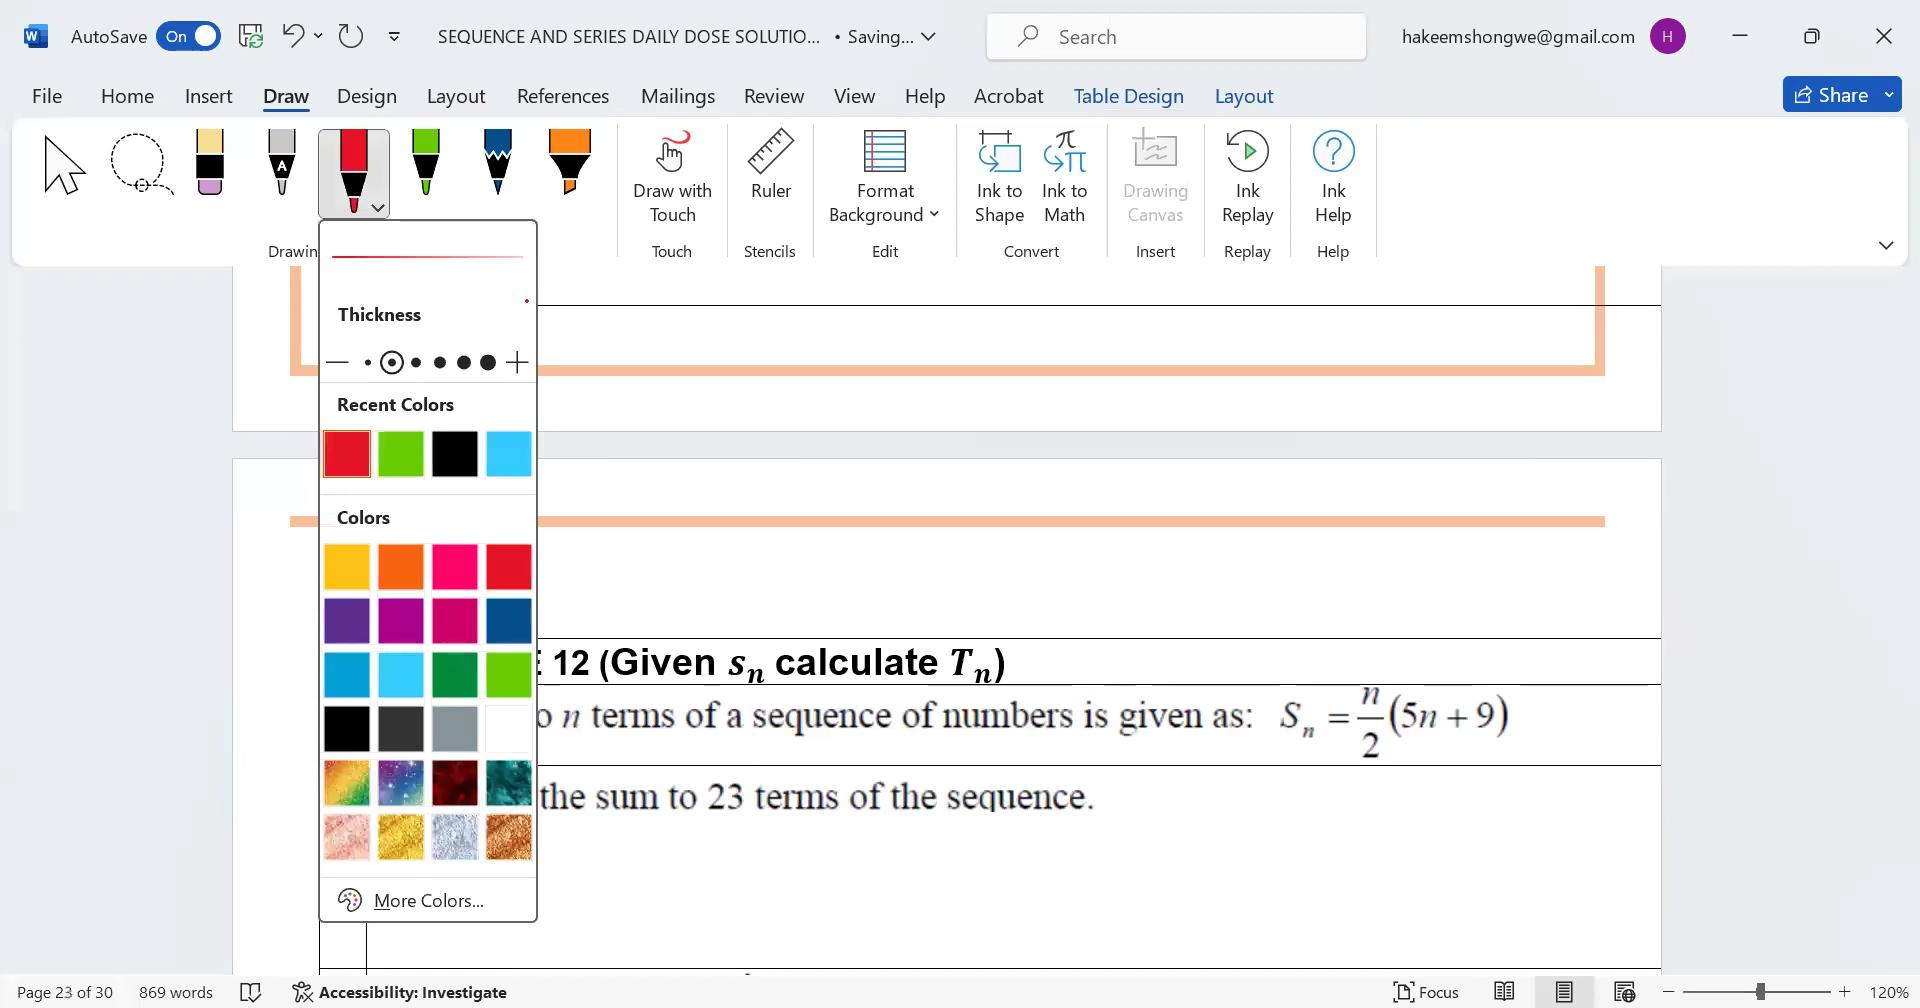 AutoSave On SEQUENCE AND SERIES DAILY DOSE SOLUTIO... • Saving... Search hakeemshongwe@gmail.com H
File Home Insert Draw Design Layout References Mailings Review View Help Acrobat Table Design Layout Share
A
Draw with Touch Ruler Format Background Ink to Shape Ink to Math Drawing Canvas Ink Replay Ink Help
Drawin Touch Stencils Edit Convert Insert Replay Help
Thickness
Recent Colors
Colors
More Colors...
12 (Given sₙ calculate Tₙ)
o n terms of a sequence of numbers is given as: Sₙ = n/2 (5n + 9)
the sum to 23 terms of the sequence.
Page 23 of 30 869 words Accessibility: Investigate Focus 120%